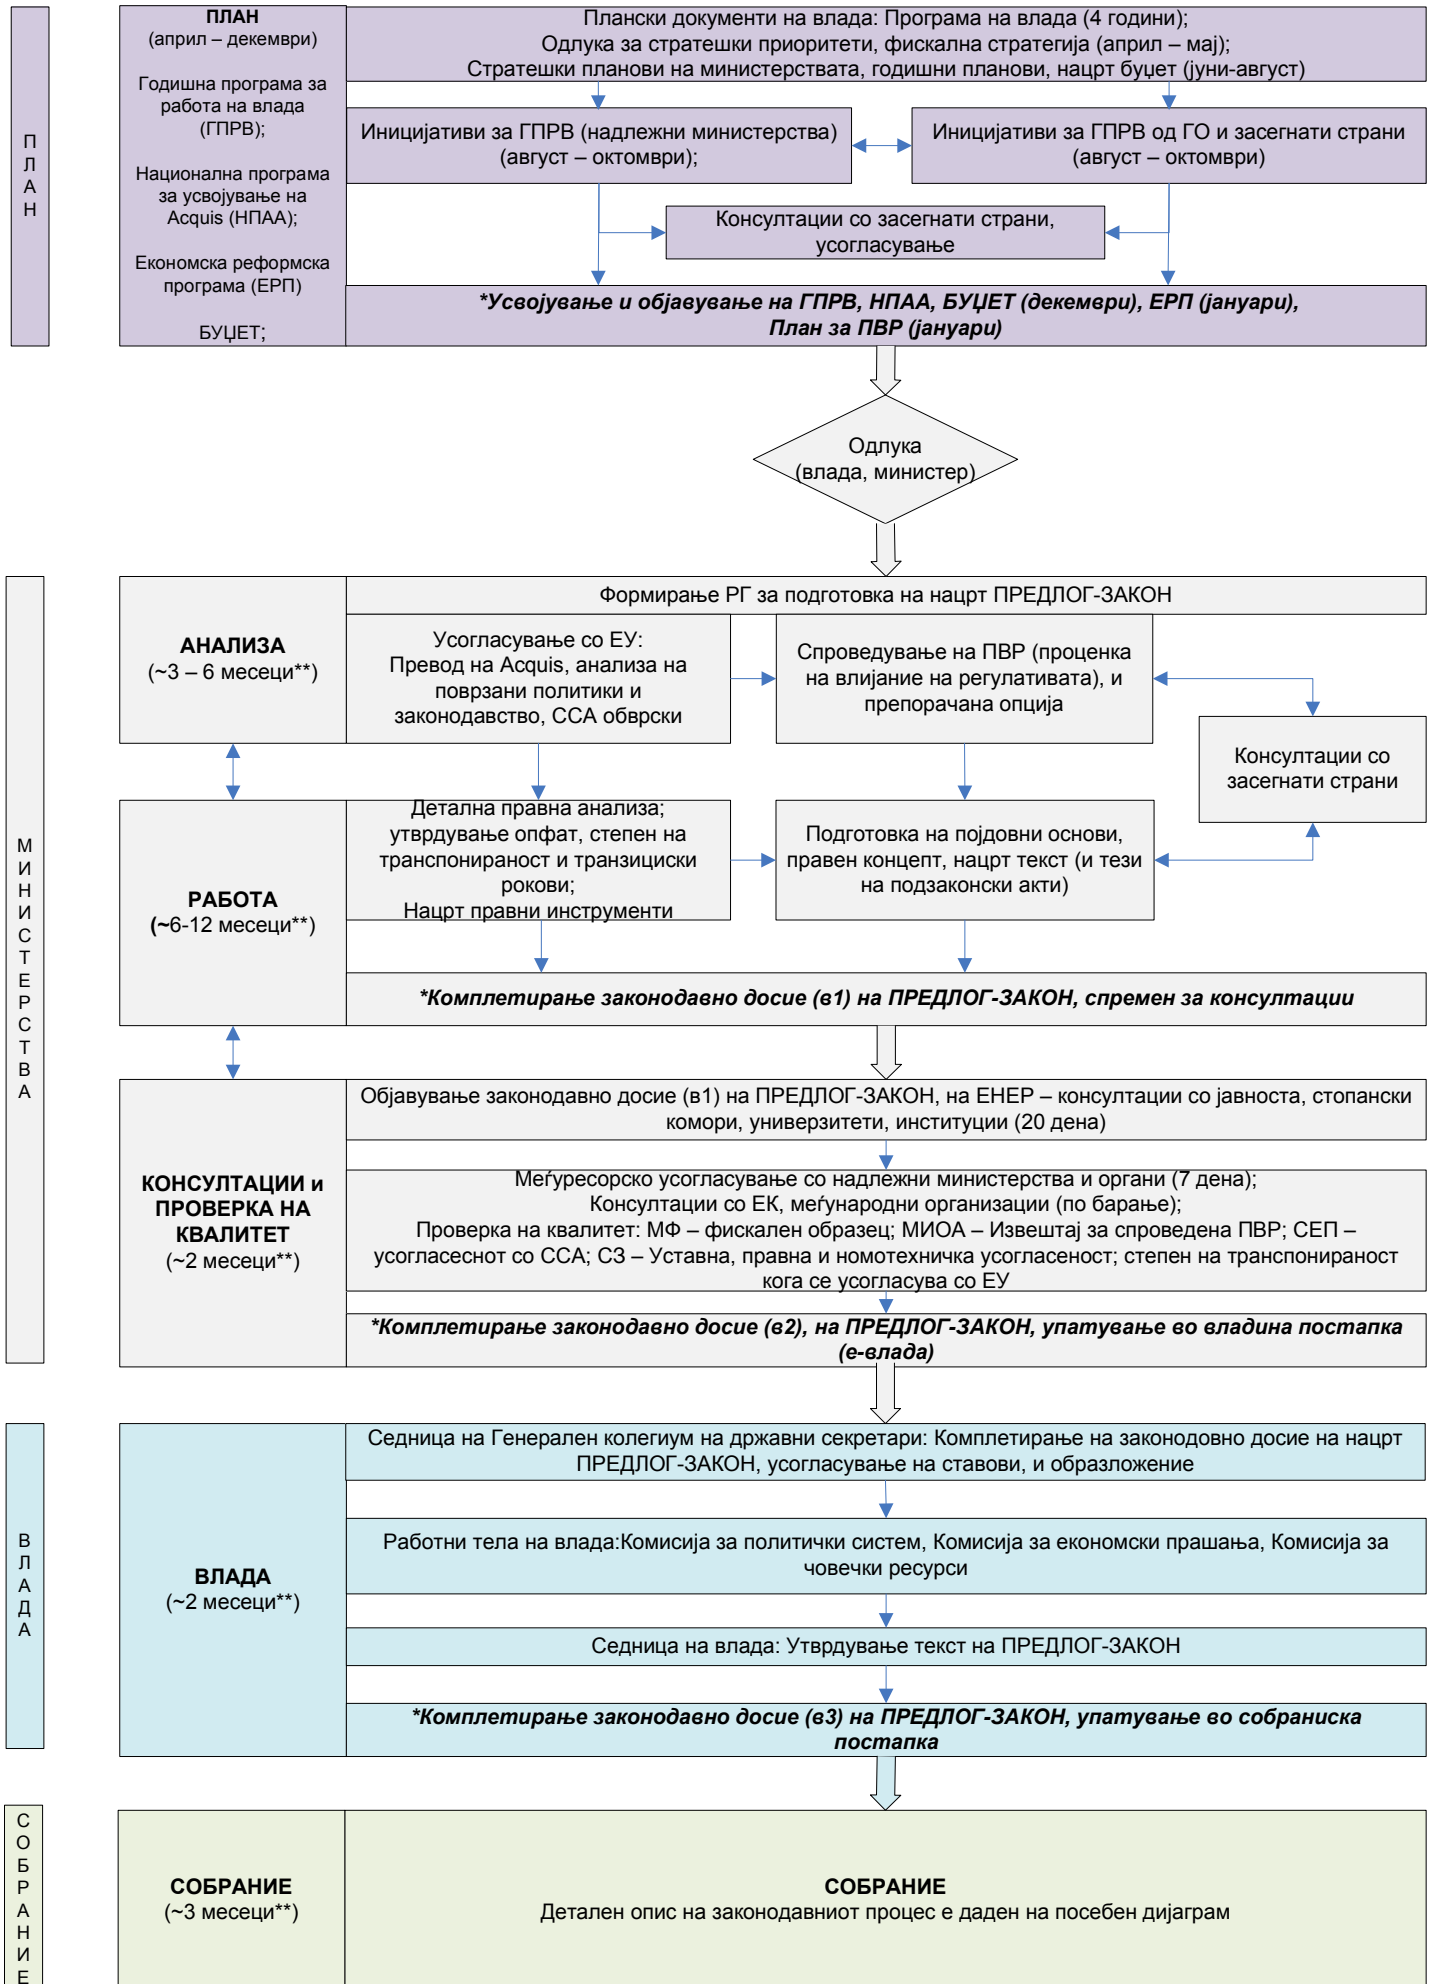 П
Л
А
Н
ПЛАН
(април – декември)
Годишна програма за
работа на влада
(ГПРВ);
Национална програма
за усвојување на
Acquis (НПАА);
Економска реформска
програма (ЕРП)
БУЏЕТ;
Плански документи на влада: Програма на влада (4 години);
Одлука за стратешки приоритети, фискална стратегија (април – мај);
Стратешки планови на министерствата, годишни планови, нацрт буџет (јуни-август)
Иницијативи за ГПРВ (надлежни министерства)
(август – октомври);
Иницијативи за ГПРВ од ГО и засегнати страни
(август – октомври)
Консултации со засегнати страни,
усогласување
*Усвојување и објавување на ГПРВ, НПАА, БУЏЕТ (декември), ЕРП (јануари),
План за ПВР (јануари)
Одлука
(влада, министер)
М
И
Н
И
С
Т
Е
Р
С
Т
В
А
АНАЛИЗА
(~3 – 6 месеци**)
Формирање РГ за подготовка на нацрт ПРЕДЛОГ-ЗАКОН
Усогласување со ЕУ:
Превод на Acquis, анализа на
поврзани политики и
законодавство, ССА обврски
Спроведување на ПВР (проценка
на влијание на регулативата), и
препорачана опција
Консултации со
засегнати страни
РАБОТА
(~6-12 месеци**)
Детална правна анализа;
утврдување опфат, степен на
транспонираност и транзициски
рокови;
Нацрт правни инструменти
Подготовка на појдовни основи,
правен концепт, нацрт текст (и тези
на подзаконски акти)
*Комплетирање законодавно досие (в1) на ПРЕДЛОГ-ЗАКОН, спремен за консултации
КОНСУЛТАЦИИ и
ПРОВЕРКА НА
КВАЛИТЕТ
(~2 месеци**)
Објавување законодавно досие (в1) на ПРЕДЛОГ-ЗАКОН, на ЕНЕР – консултации со јавноста, стопански
комори, универзитети, институции (20 дена)
Меѓуресорско усогласување со надлежни министерства и органи (7 дена);
Консултации со ЕК, меѓународни организации (по барање);
Проверка на квалитет: МФ – фискален образец; МИОА – Извештај за спроведена ПВР; СЕП –
усогласеснот со ССА; СЗ – Уставна, правна и номотехничка усогласеност; степен на транспонираност
кога се усогласува со ЕУ
*Комплетирање законодавно досие (в2), на ПРЕДЛОГ-ЗАКОН, упатување во владина постапка
(е-влада)
В
Л
А
Д
А
ВЛАДА
(~2 месеци**)
Седница на Генерален колегиум на државни секретари: Комплетирање на законодовно досие на нацрт
ПРЕДЛОГ-ЗАКОН, усогласување на ставови, и образложение
Работни тела на влада:Комисија за политички систем, Комисија за економски прашања, Комисија за
човечки ресурси
Седница на влада: Утврдување текст на ПРЕДЛОГ-ЗАКОН
*Комплетирање законодавно досие (в3) на ПРЕДЛОГ-ЗАКОН, упатување во собраниска
постапка
С
О
Б
Р
А
Н
И
Е
СОБРАНИЕ
(~3 месеци**)
СОБРАНИЕ
Детален опис на законодавниот процес е даден на посебен дијаграм